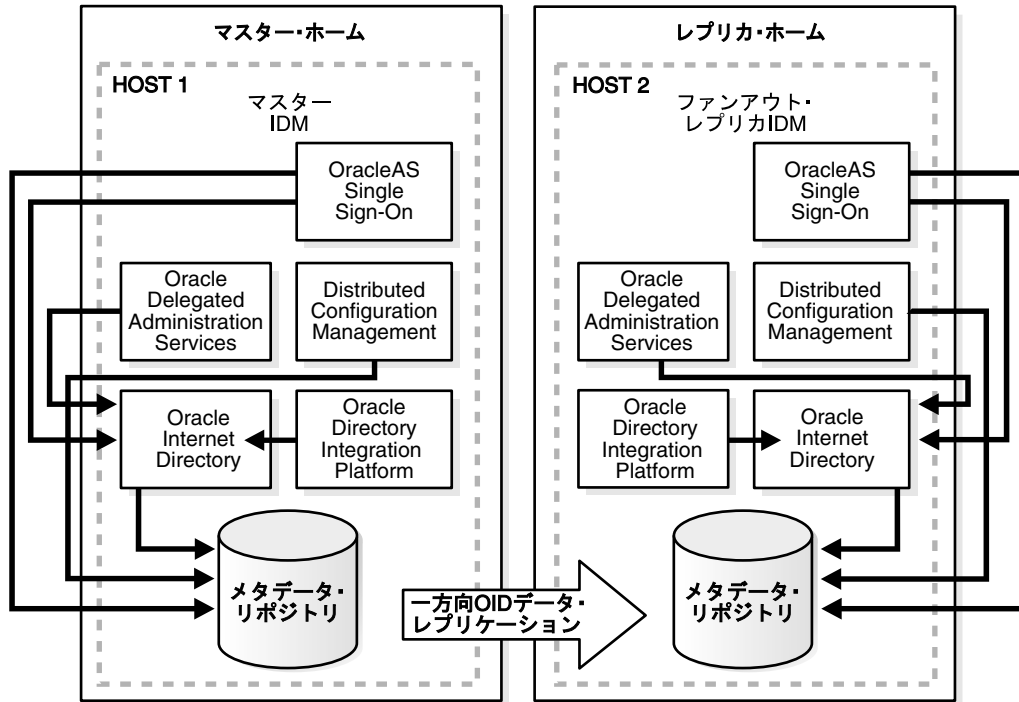 マスター・ホーム
HOST 1
マスター
IDM
OracleAS
Single
Sign-On
Oracle
Delegated
Administration
Services
Distributed
Configuration
Management
Oracle
Internet
Directory
Oracle
Directory
Integration
Platform
メタデータ・
リポジトリ
一方向OIDデータ・
レプリケーション
レプリカ・ホーム
HOST 2
ファンアウト・
レプリカIDM
OracleAS
Single
Sign-On
Oracle
Delegated
Administration
Services
Distributed
Configuration
Management
Oracle
Directory
Integration
Platform
Oracle
Internet
Directory
メタデータ・
リポジトリ